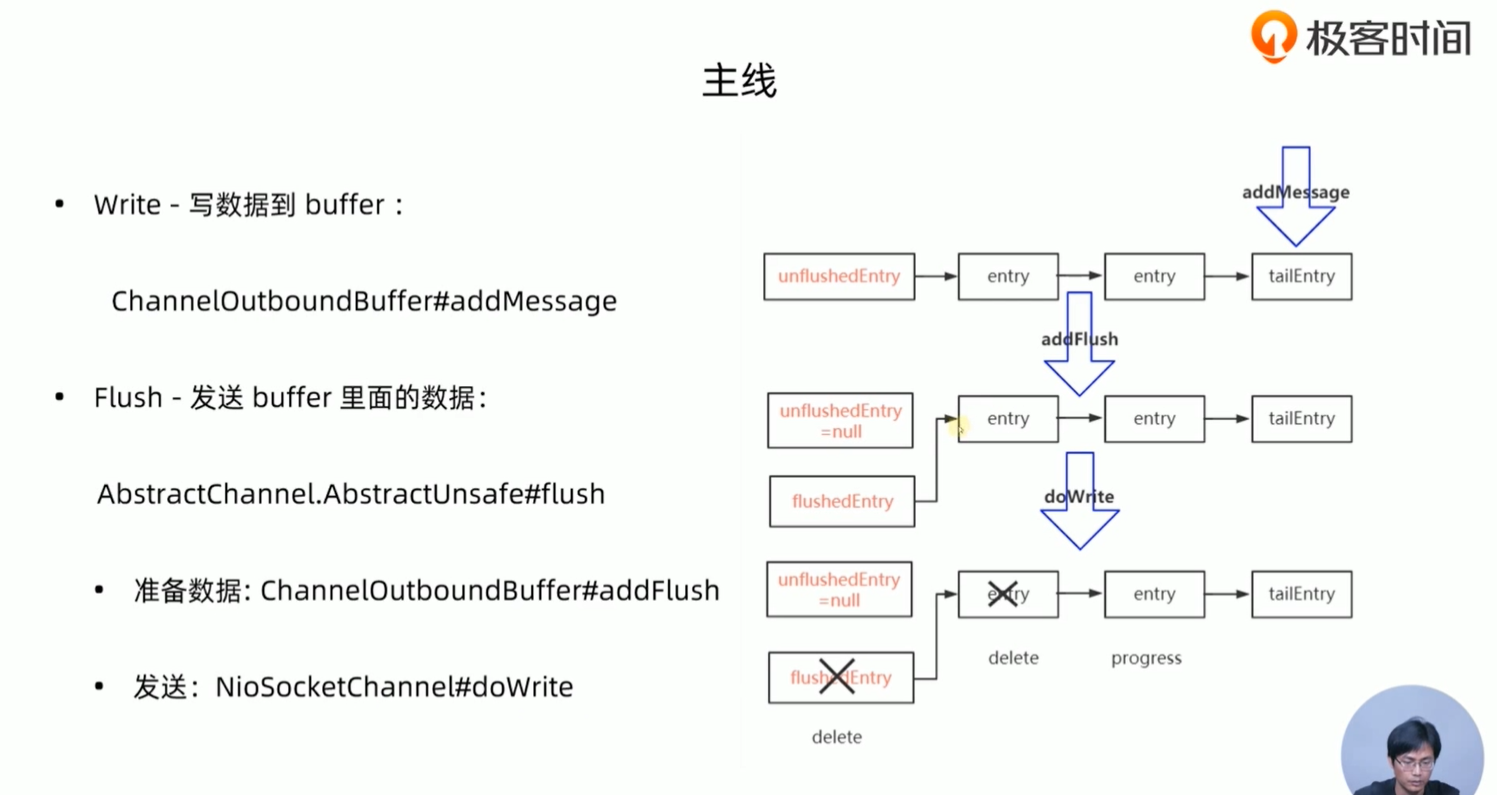 极客时间
主线
• Write - 写数据到 buffer ：
ChannelOutboundBuffer#addMessage
• Flush - 发送 buffer 里面的数据：
AbstractChannel.AbstractUnsafe#flush
• 准备数据: ChannelOutboundBuffer#addFlush
• 发送：NioSocketChannel#doWrite
addMessage
unflushedEntry
entry
entry
tailEntry
addFlush
unflushedEntry
=null
entry
entry
tailEntry
flushedEntry
doWrite
unflushedEntry
=null
entry
entry
tailEntry
delete
progress
flushedEntry
delete